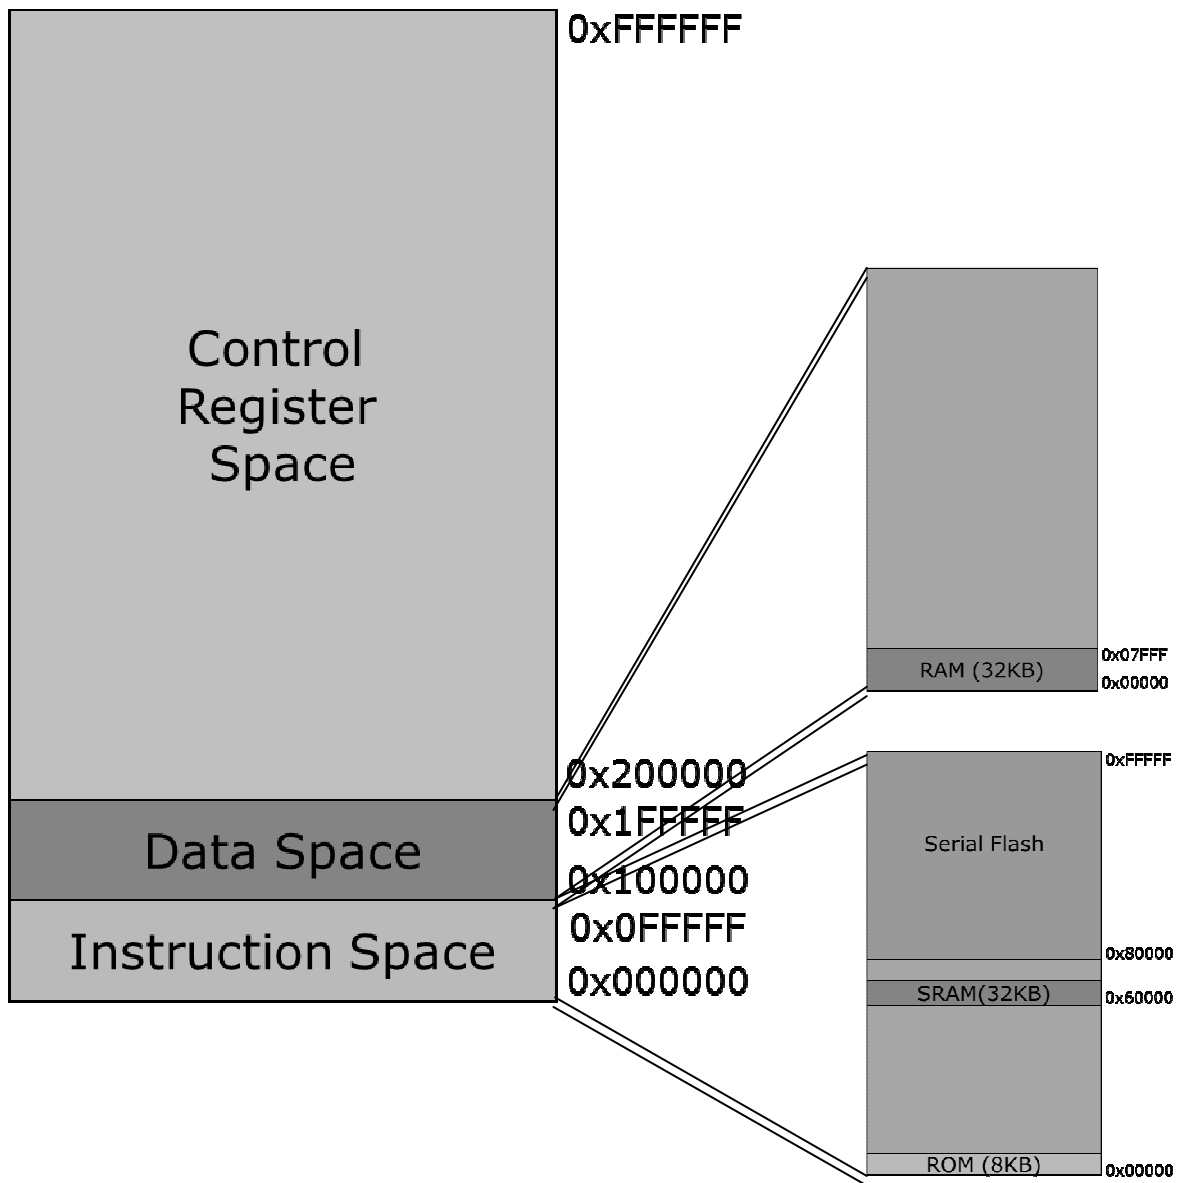 0xFFFFFF
Control
Register
Space
0x200000
0x1FFFFF
Data Space
0x100000
0x0FFFFF
Instruction Space
0x000000
0x07FFF
RAM (32KB)
0x00000
0xFFFFF
Serial Flash
0x80000
SRAM(32KB)
0x60000
ROM (8KB)
0x00000